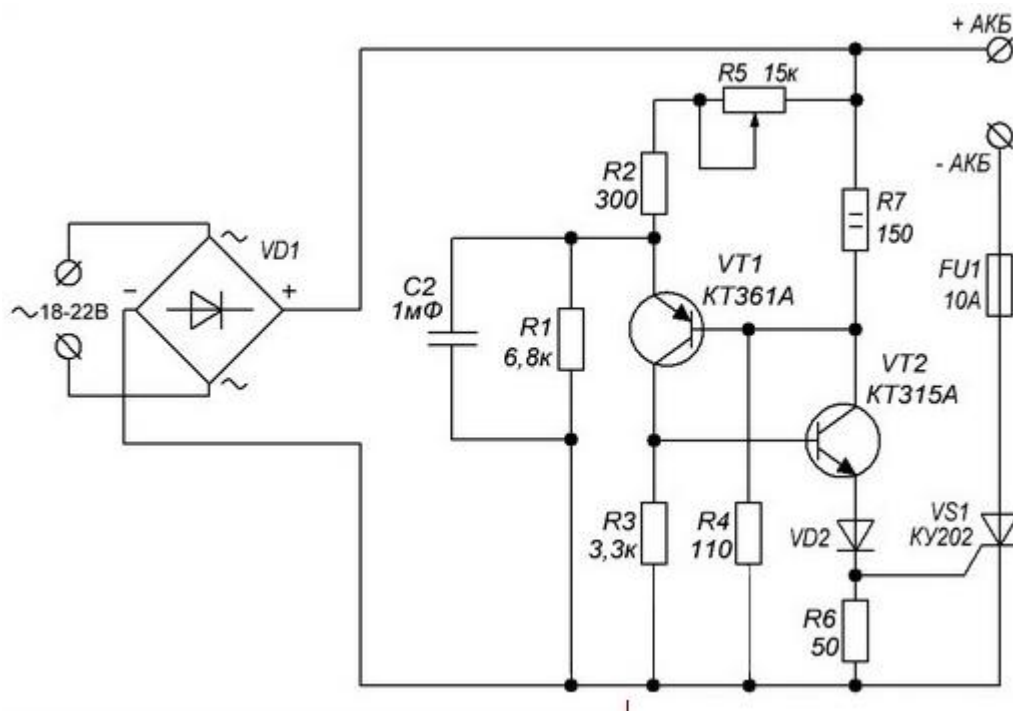 + АКБ
R5 15к
- АКБ
R2
300
R7
150
VD1
VT1
КТ361А
FU1
10А
− +
~18-22В
C2
1мФ
R1
6,8к
VT2
КТ315А
R3
3,3к
R4
110
VD2
VS1
КУ202
R6
50